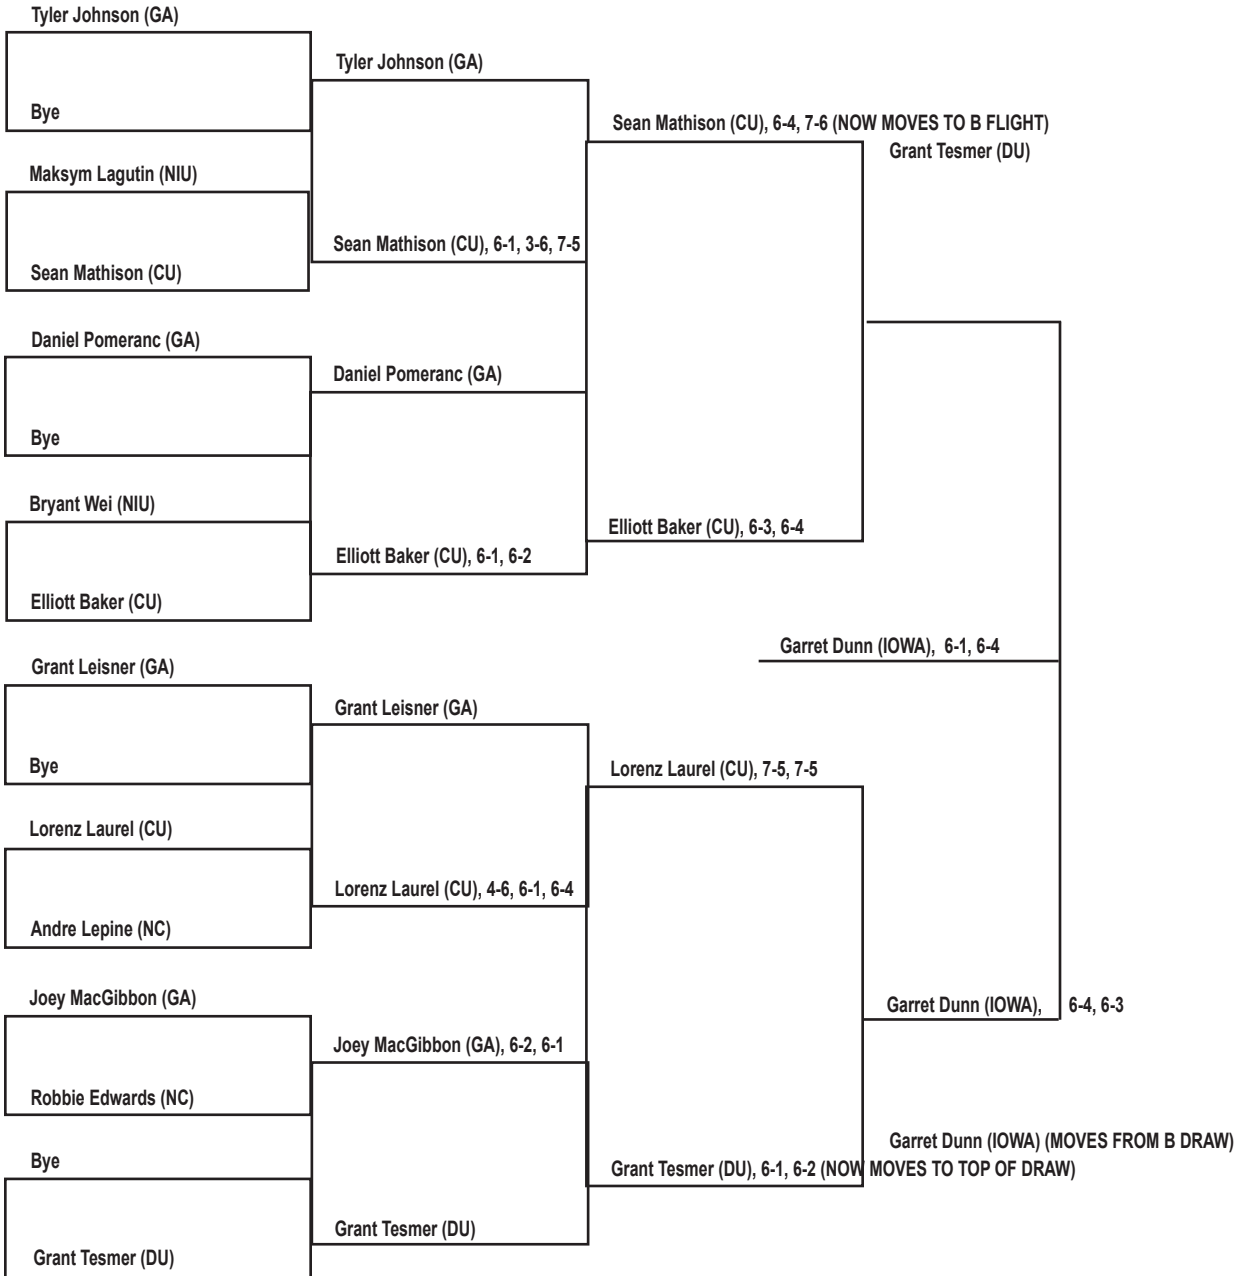 Tyler Johnson (GA)
Bye
Maksym Lagutin (NIU)
Sean Mathison (CU)
Daniel Pomeranc (GA)
Bye
Bryant Wei (NIU)
Elliott Baker (CU)
Grant Leisner (GA)
Bye
Lorenz Laurel (CU)
Andre Lepine (NC)
Joey MacGibbon (GA)
Robbie Edwards (NC)
Bye
Grant Tesmer (DU)
Tyler Johnson (GA)
Sean Mathison (CU), 6-1, 3-6, 7-5
Daniel Pomeranc (GA)
Elliott Baker (CU), 6-1, 6-2
Grant Leisner (GA)
Lorenz Laurel (CU), 4-6, 6-1, 6-4
Joey MacGibbon (GA), 6-2, 6-1
Grant Tesmer (DU)
Sean Mathison (CU), 6-4, 7-6 (NOW MOVES TO B FLIGHT)
Grant Tesmer (DU)
Elliott Baker (CU), 6-3, 6-4
Lorenz Laurel (CU), 7-5, 7-5
Grant Tesmer (DU), 6-1, 6-2 (NOW MOVES TO TOP OF DRAW)
Garret Dunn (IOWA) (MOVES FROM B DRAW)
Garret Dunn (IOWA), 6-4, 6-3
Garret Dunn (IOWA), 6-1, 6-4